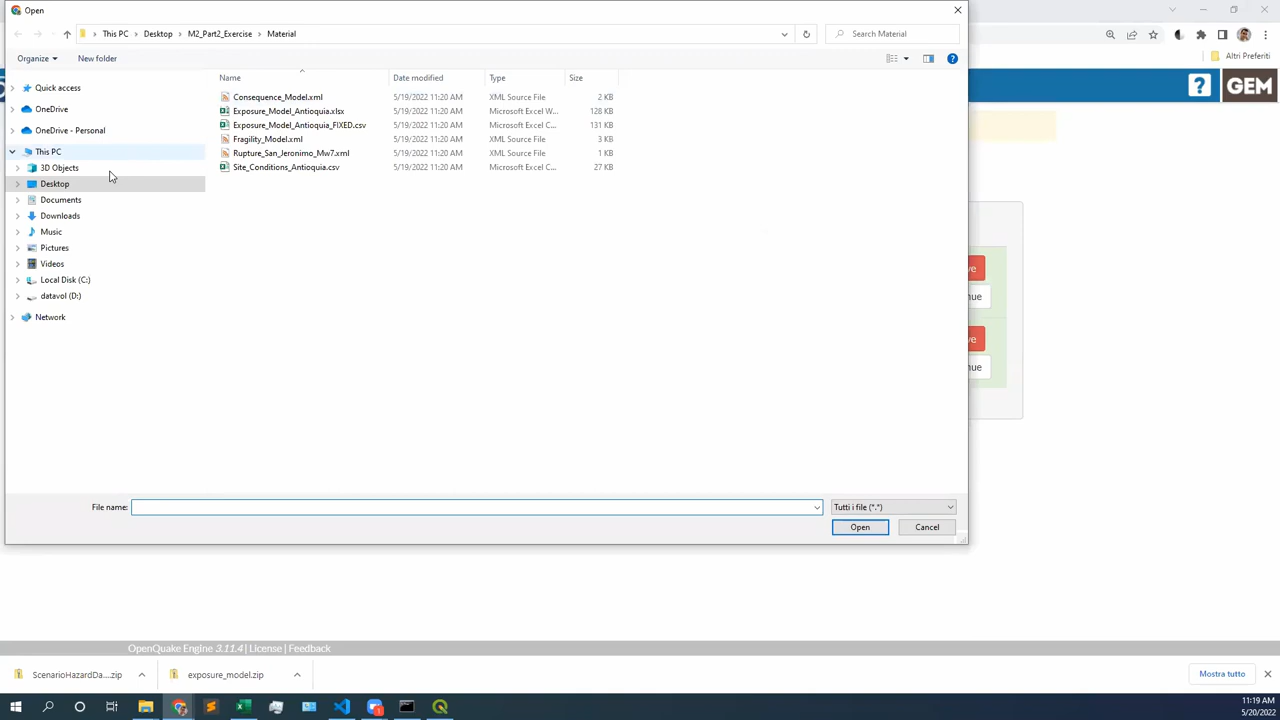 Open
This PC > Desktop > M2_Part2_Exercise > Material
Search Material
Organize
New folder
Altri Preferiti
GEM
Name
Date modified
Type
Size
Quick access
OneDrive
OneDrive - Personal
This PC
3D Objects
Desktop
Documents
Downloads
Music
Pictures
Videos
Local Disk (C:)
datavol (D:)
Network
Consequence_Model.xml 5/19/2022 11:20 AM XML Source File 2 KB
Exposure_Model_Antioquia.xlsx 5/19/2022 11:20 AM Microsoft Excel W... 128 KB
Exposure_Model_Antioquia_FIXED.csv 5/19/2022 11:20 AM Microsoft Excel C... 131 KB
Fragility_Model.xml 5/19/2022 11:20 AM XML Source File 3 KB
Rupture_San_Jeronimo_Mw7.xml 5/19/2022 11:20 AM XML Source File 1 KB
Site_Conditions_Antioquia.csv 5/19/2022 11:20 AM Microsoft Excel C... 27 KB
ve
nue
ve
nue
File name:
Tutti i file (*.*)
Open
Cancel
OpenQuake Engine 3.11.4 | License | Feedback
ScenarioHazardDa....zip
exposure_model.zip
Mostra tutto
11:19 AM
5/20/2022